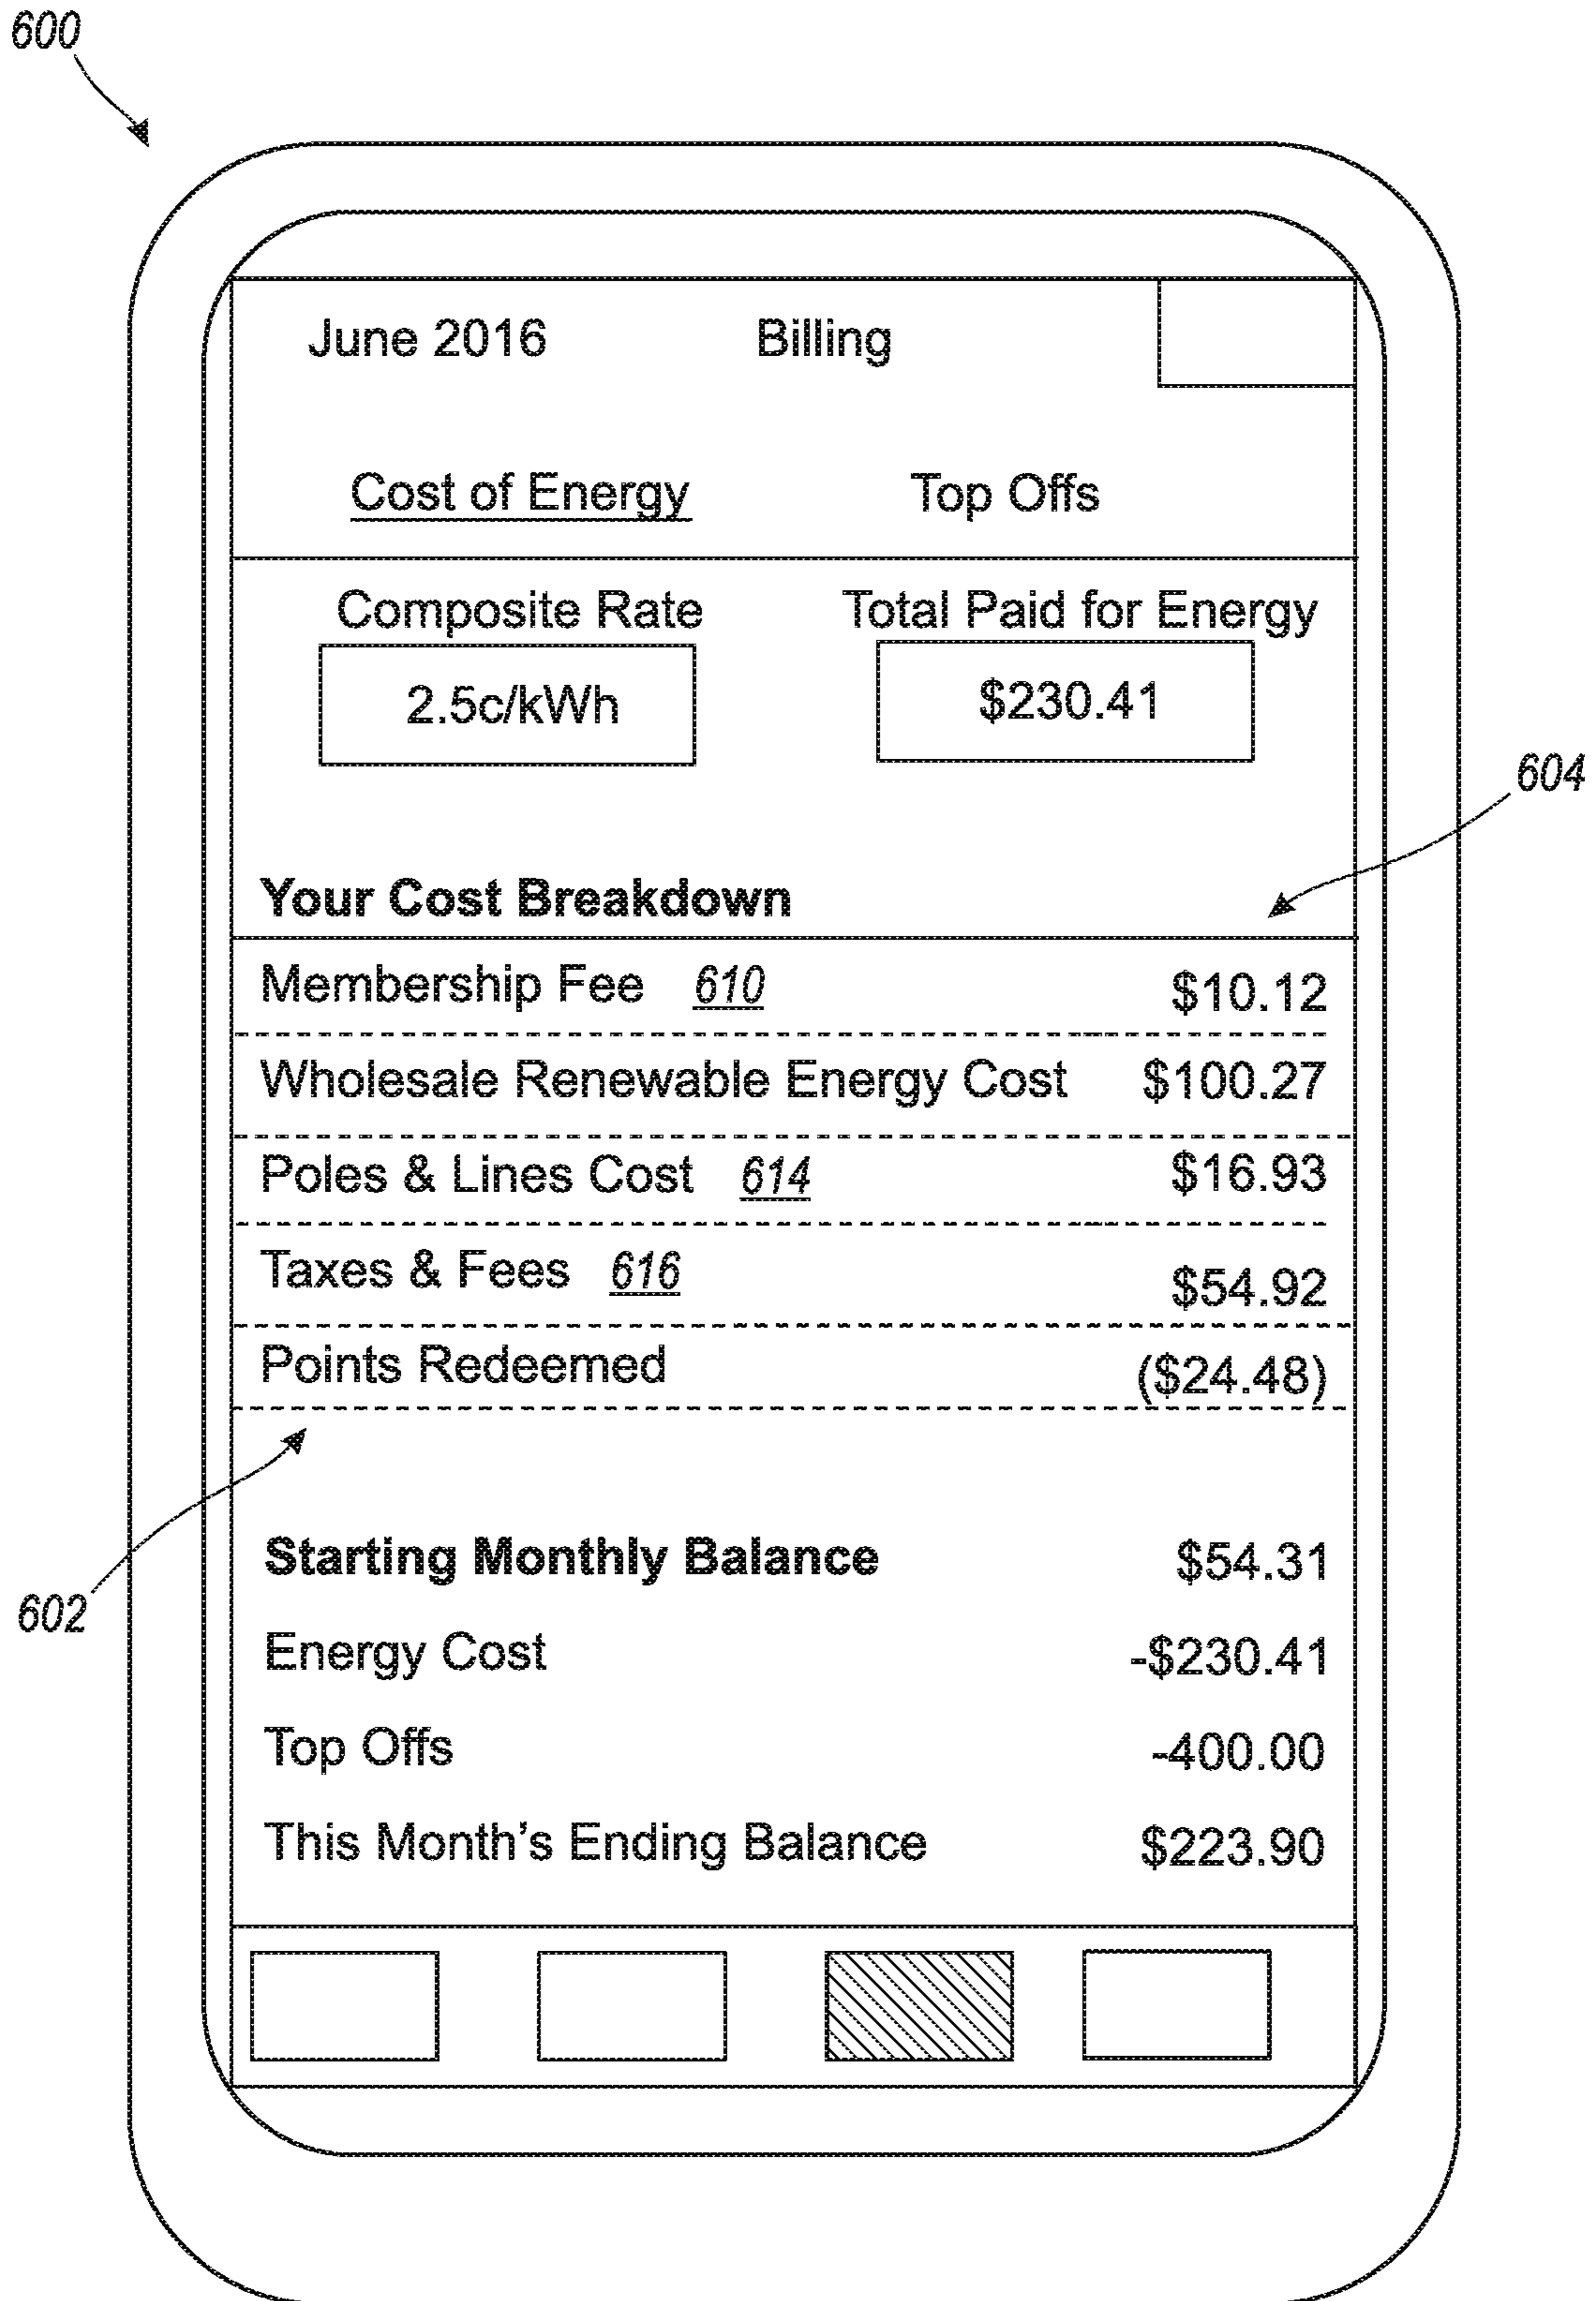 600
June 2016 Billing
Cost of Energy Top Offs
Composite Rate Total Paid for Energy
2.5c/kWh $230.41
604
Your Cost Breakdown
Membership Fee 610 $10.12
Wholesale Renewable Energy Cost $100.27
Poles & Lines Cost 614 $16.93
Taxes & Fees 616 $54.92
Points Redeemed ($24.48)
Starting Monthly Balance $54.31
602
Energy Cost -$230.41
Top Offs -400.00
This Month's Ending Balance $223.90